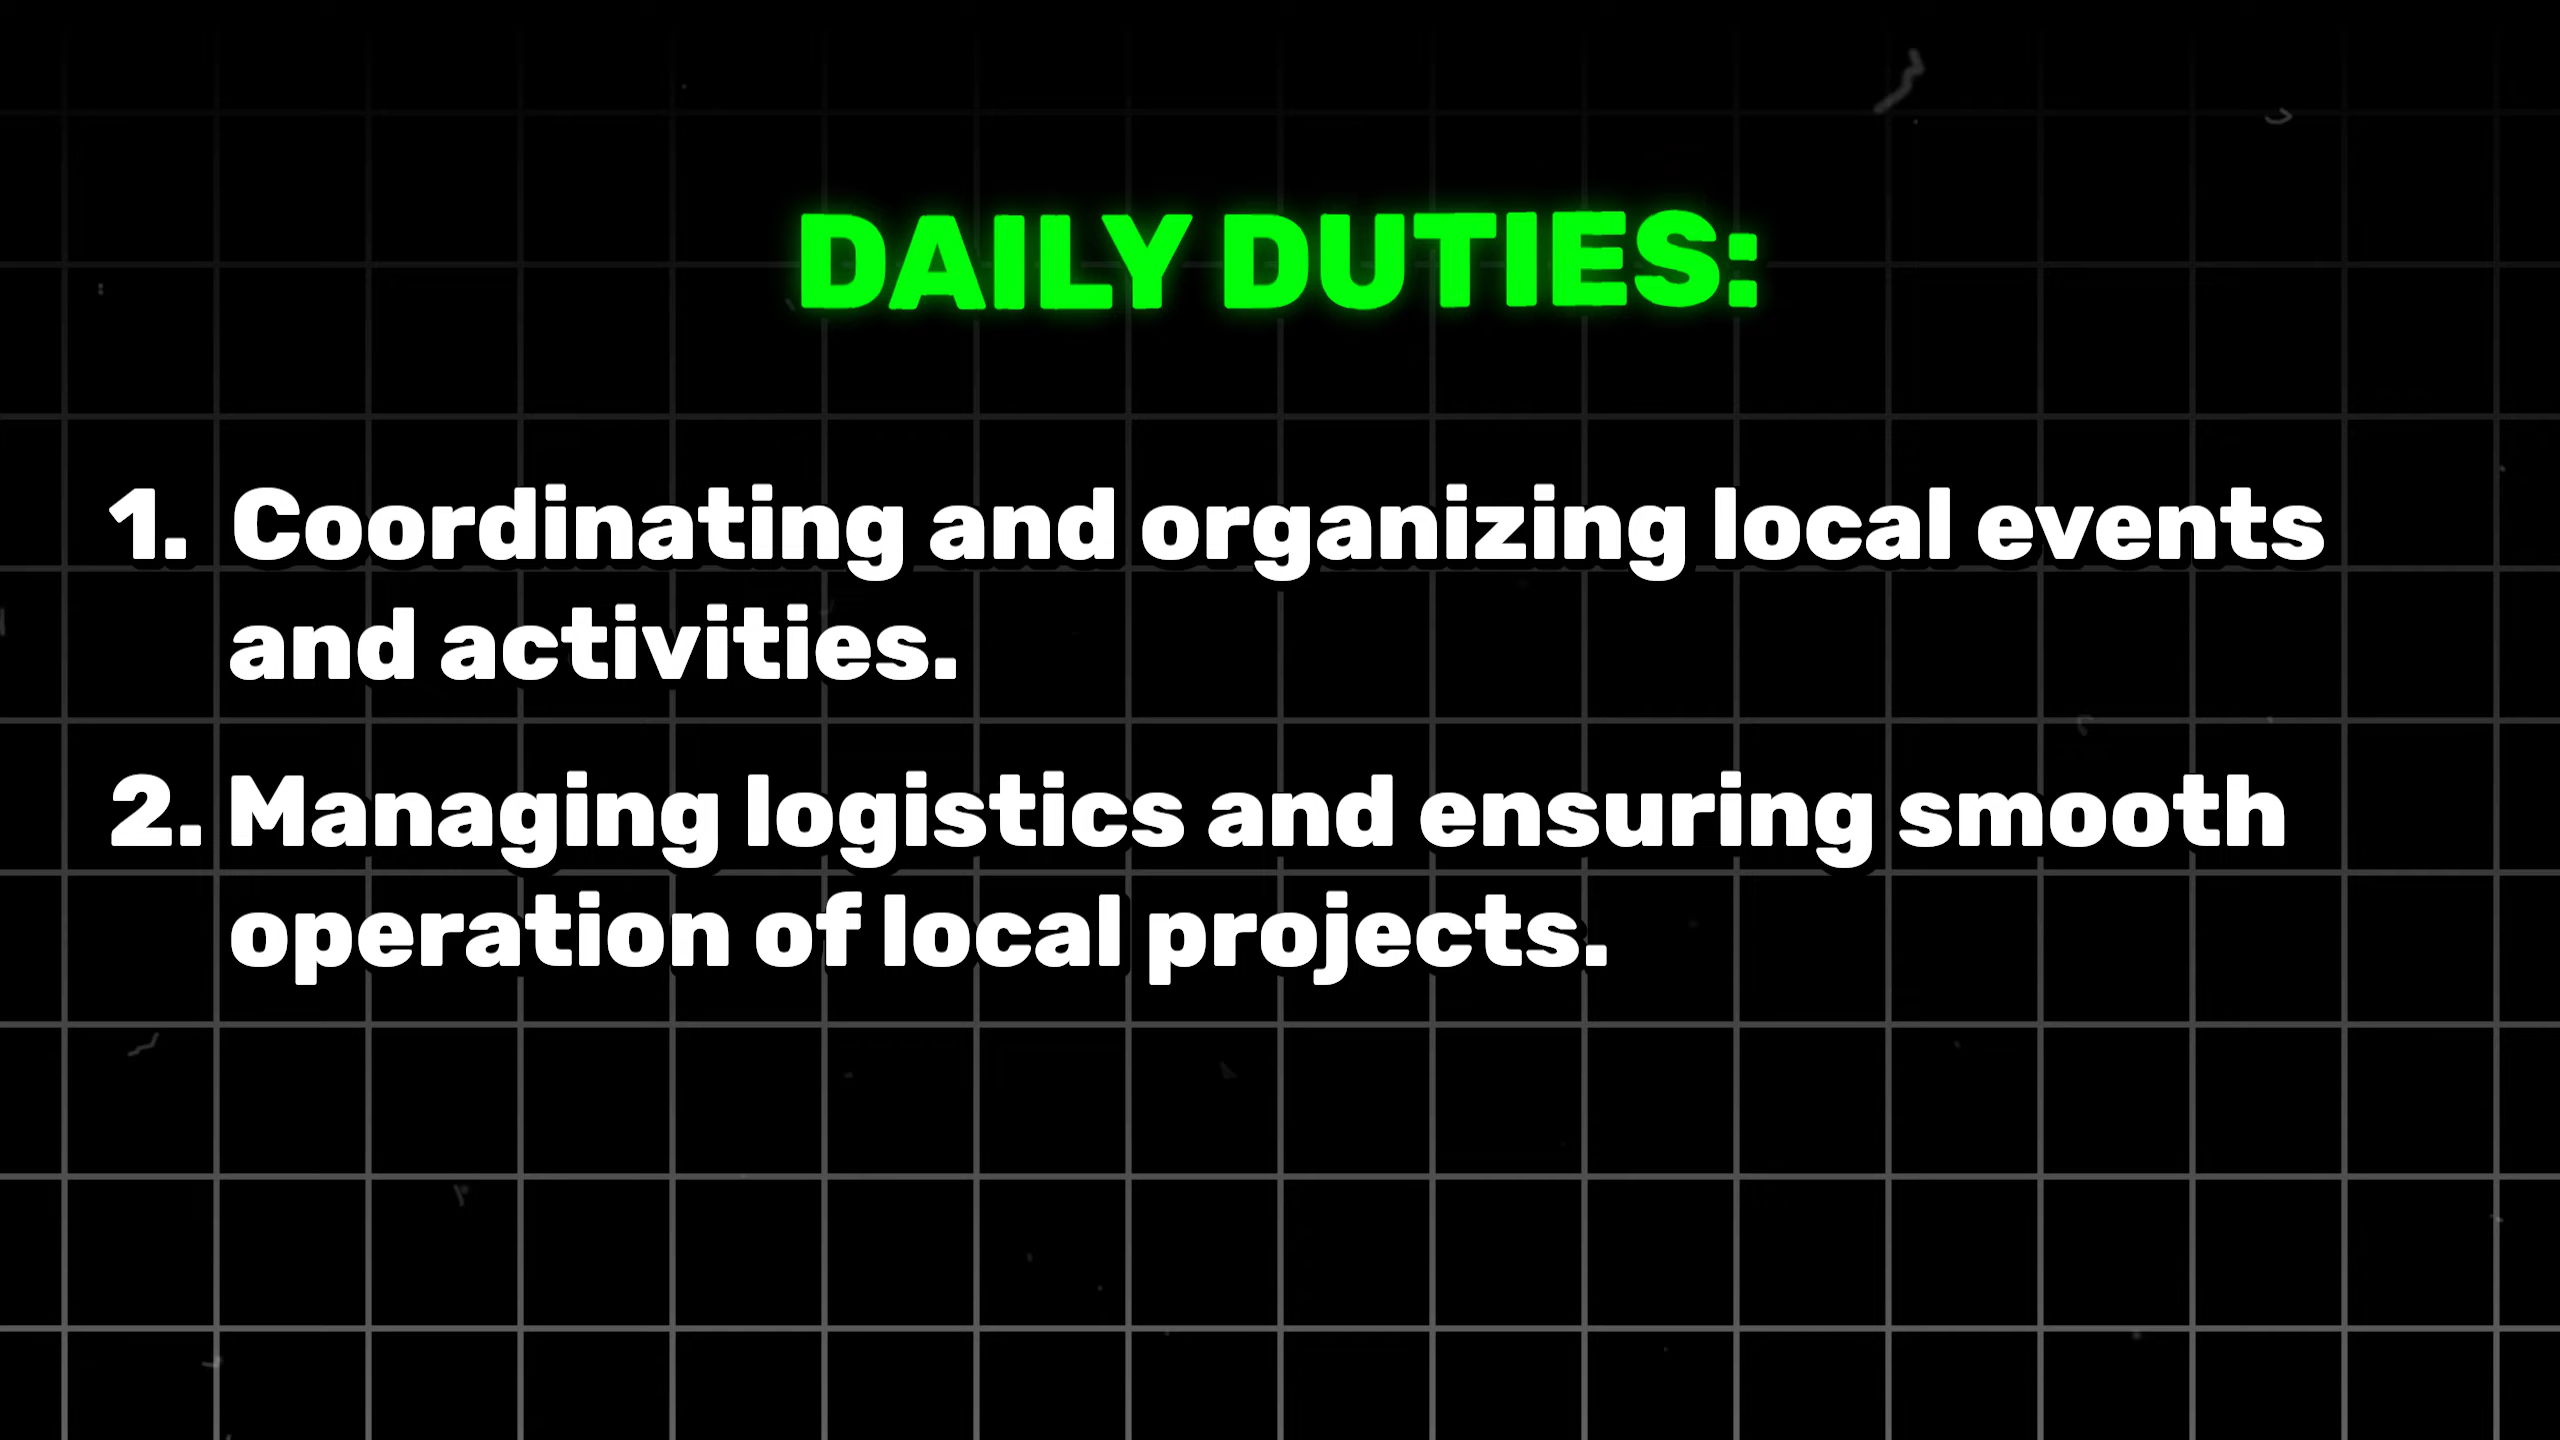 DAILY DUTIES:
1. Coordinating and organizing local events
and activities.
2. Managing logistics and ensuring smooth
operation of local projects.